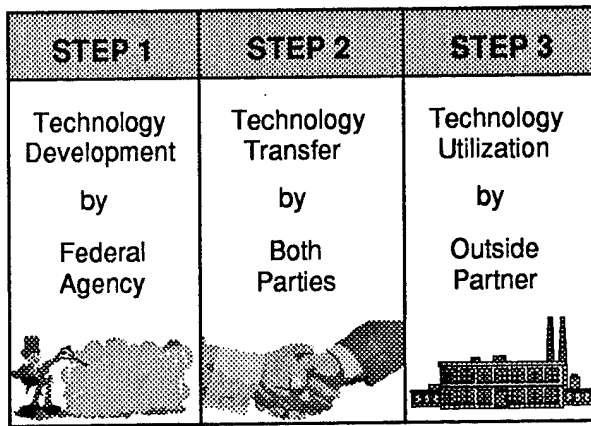 STEP 1
Technology
Development
by
Federal
Agency
STEP 2
Technology
Transfer
by
Both
Parties
STEP 3
Technology
Utilization
by
Outside
Partner